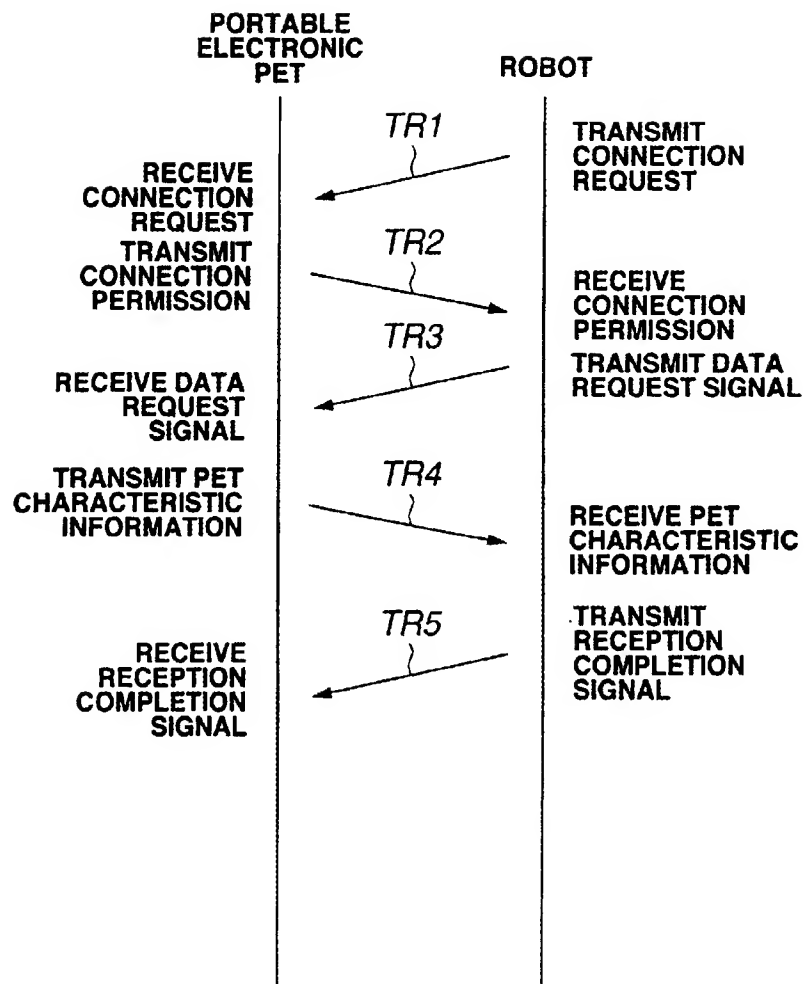 PORTABLE
ELECTRONIC
PET
ROBOT
TR1
TRANSMIT
CONNECTION
REQUEST
RECEIVE
CONNECTION
REQUEST
TRANSMIT
CONNECTION
PERMISSION
TR2
RECEIVE
CONNECTION
PERMISSION
TR3
TRANSMIT DATA
REQUEST SIGNAL
RECEIVE DATA
REQUEST
SIGNAL
TRANSMIT PET
CHARACTERISTIC
INFORMATION
TR4
RECEIVE PET
CHARACTERISTIC
INFORMATION
TR5
TRANSMIT
RECEPTION
COMPLETION
SIGNAL
RECEIVE
RECEPTION
COMPLETION
SIGNAL